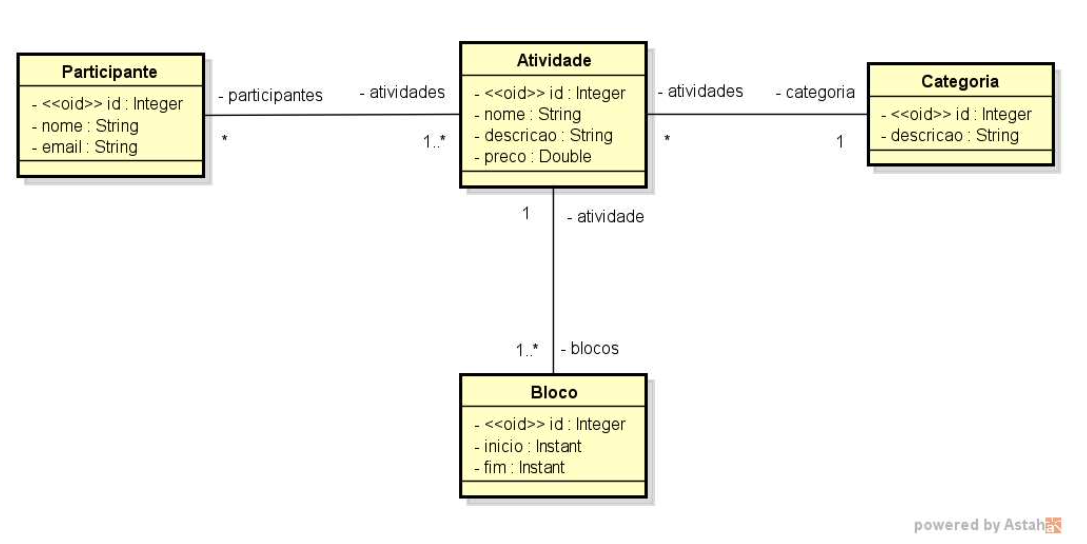 Participante
- <<oid>> id : Integer
- nome : String
- email : String
- participantes
*
- atividades
1..*
Atividade
- <<oid>> id : Integer
- nome : String
- descricao : String
- preco : Double
- atividades
*
- categoria
1
Categoria
- <<oid>> id : Integer
- descricao : String
1
- atividade
1..*
- blocos
Bloco
- <<oid>> id : Integer
- inicio : Instant
- fim : Instant
powered by Astah